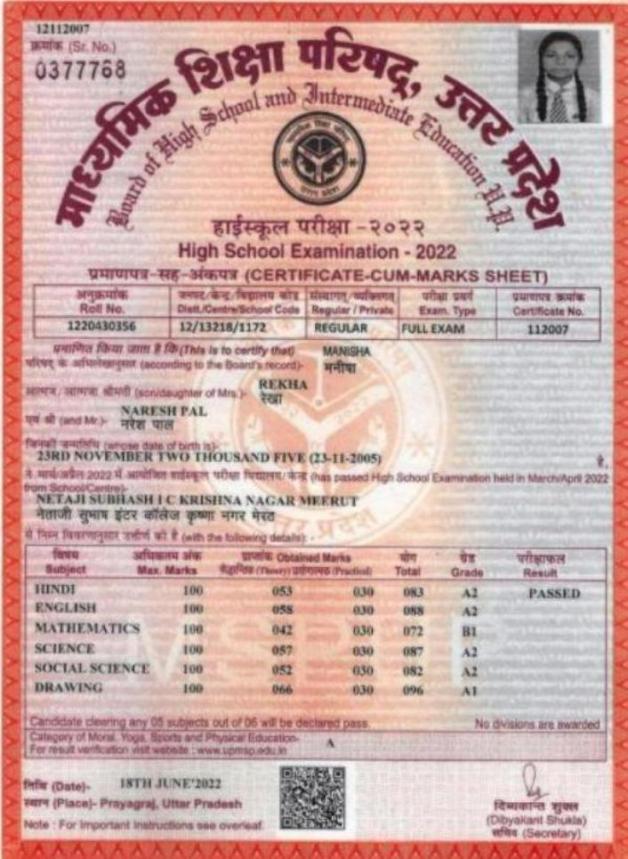 12112007
क्रमांक (Sr. No.)
0377768
माध्यमिक शिक्षा परिषद्, उत्तर प्रदेश
Board of High School and Intermediate Education U.P.
हाईस्कूल परीक्षा -२०२२
High School Examination - 2022
प्रमाणपत्र-सह-अंकपत्र (CERTIFICATE-CUM-MARKS SHEET)
अनुक्रमांक जनपद/केन्द्र/विद्यालय कोड संस्थागत/व्यक्तिगत परीक्षा प्रवर्ग प्रमाणपत्र क्रमांक
Roll No. Distt./Centre/School Code Regular / Private Exam. Type Certificate No.
1220430356 12/13218/1172 REGULAR FULL EXAM 112007
प्रमाणित किया जाता है कि (This is to certify that) MANISHA
परिषद् के अभिलेखानुसार (according to the Board's record)- मनीषा
आत्मज/आत्मजा श्रीमती (son/daughter of Mrs.)- REKHA
रेखा
एवं श्री (and Mr.)- NARESH PAL
नरेश पाल
जिनकी जन्मतिथि (whose date of birth is)-
23RD NOVEMBER TWO THOUSAND FIVE (23-11-2005) है,
ने मार्च/अप्रैल 2022 में आयोजित हाईस्कूल परीक्षा विद्यालय/केन्द्र (has passed High School Examination held in March/April 2022
from School/Centre)-
NETAJI SUBHASH I C KRISHNA NAGAR MEERUT
नेताजी सुभाष इंटर कॉलेज कृष्णा नगर मेरठ
से निम्न विवरणानुसार उत्तीर्ण की है (with the following details):-
विषय अधिकतम अंक प्राप्तांक Obtained Marks योग ग्रेड परीक्षाफल
Subject Max. Marks सैद्धान्तिक (Theory) प्रयोगात्मक (Practical) Total Grade Result
HINDI 100 053 030 083 A2 PASSED
ENGLISH 100 058 030 088 A2
MATHEMATICS 100 042 030 072 B1
SCIENCE 100 057 030 087 A2
SOCIAL SCIENCE 100 052 030 082 A2
DRAWING 100 066 030 096 A1
Candidate clearing any 05 subjects out of 06 will be declared pass. No divisions are awarded
Category of Moral, Yoga, Sports and Physical Education- A
For result verification visit website : www.upmsp.edu.in
तिथि (Date)- 18TH JUNE'2022
स्थान (Place)- Prayagraj, Uttar Pradesh
Note : For Important Instructions see overleaf.
दिव्यकान्त शुक्ल
(Dibyakant Shukla)
सचिव (Secretary)